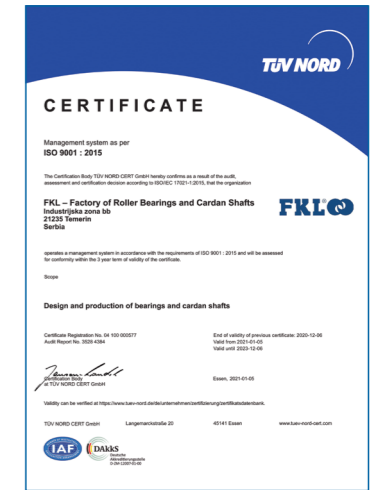 TÜV NORD
CERTIFICATE
Management system as per
ISO 9001 : 2015
The Certification Body TÜV NORD CERT GmbH hereby confirms as a result of the audit,
assessment and certification decision according to ISO/IEC 17021-1:2015, that the organization
FKL – Factory of Roller Bearings and Cardan Shafts
Industrijska zona bb
21235 Temerin
Serbia
FKL
operates a management system in accordance with the requirements of ISO 9001 : 2015 and will be assessed
for conformity within the 3 year term of validity of the certificate.
Scope
Design and production of bearings and cardan shafts
Certificate Registration No. 04 100 000577
Audit Report No. 3528 4384
End of validity of previous certificate: 2020-12-06
Valid from 2021-01-05
Valid until 2023-12-06
Certification Body
at TÜV NORD CERT GmbH
Essen, 2021-01-05
Validity can be verified at https://www.tuev-nord.de/de/unternehmen/zertifizierung/zertifikatsdatenbank.
TÜV NORD CERT GmbH Langemarckstraße 20 45141 Essen www.tuev-nord-cert.com
IAF
DAkkS
Deutsche
Akkreditierungsstelle
D-ZM-12007-01-00